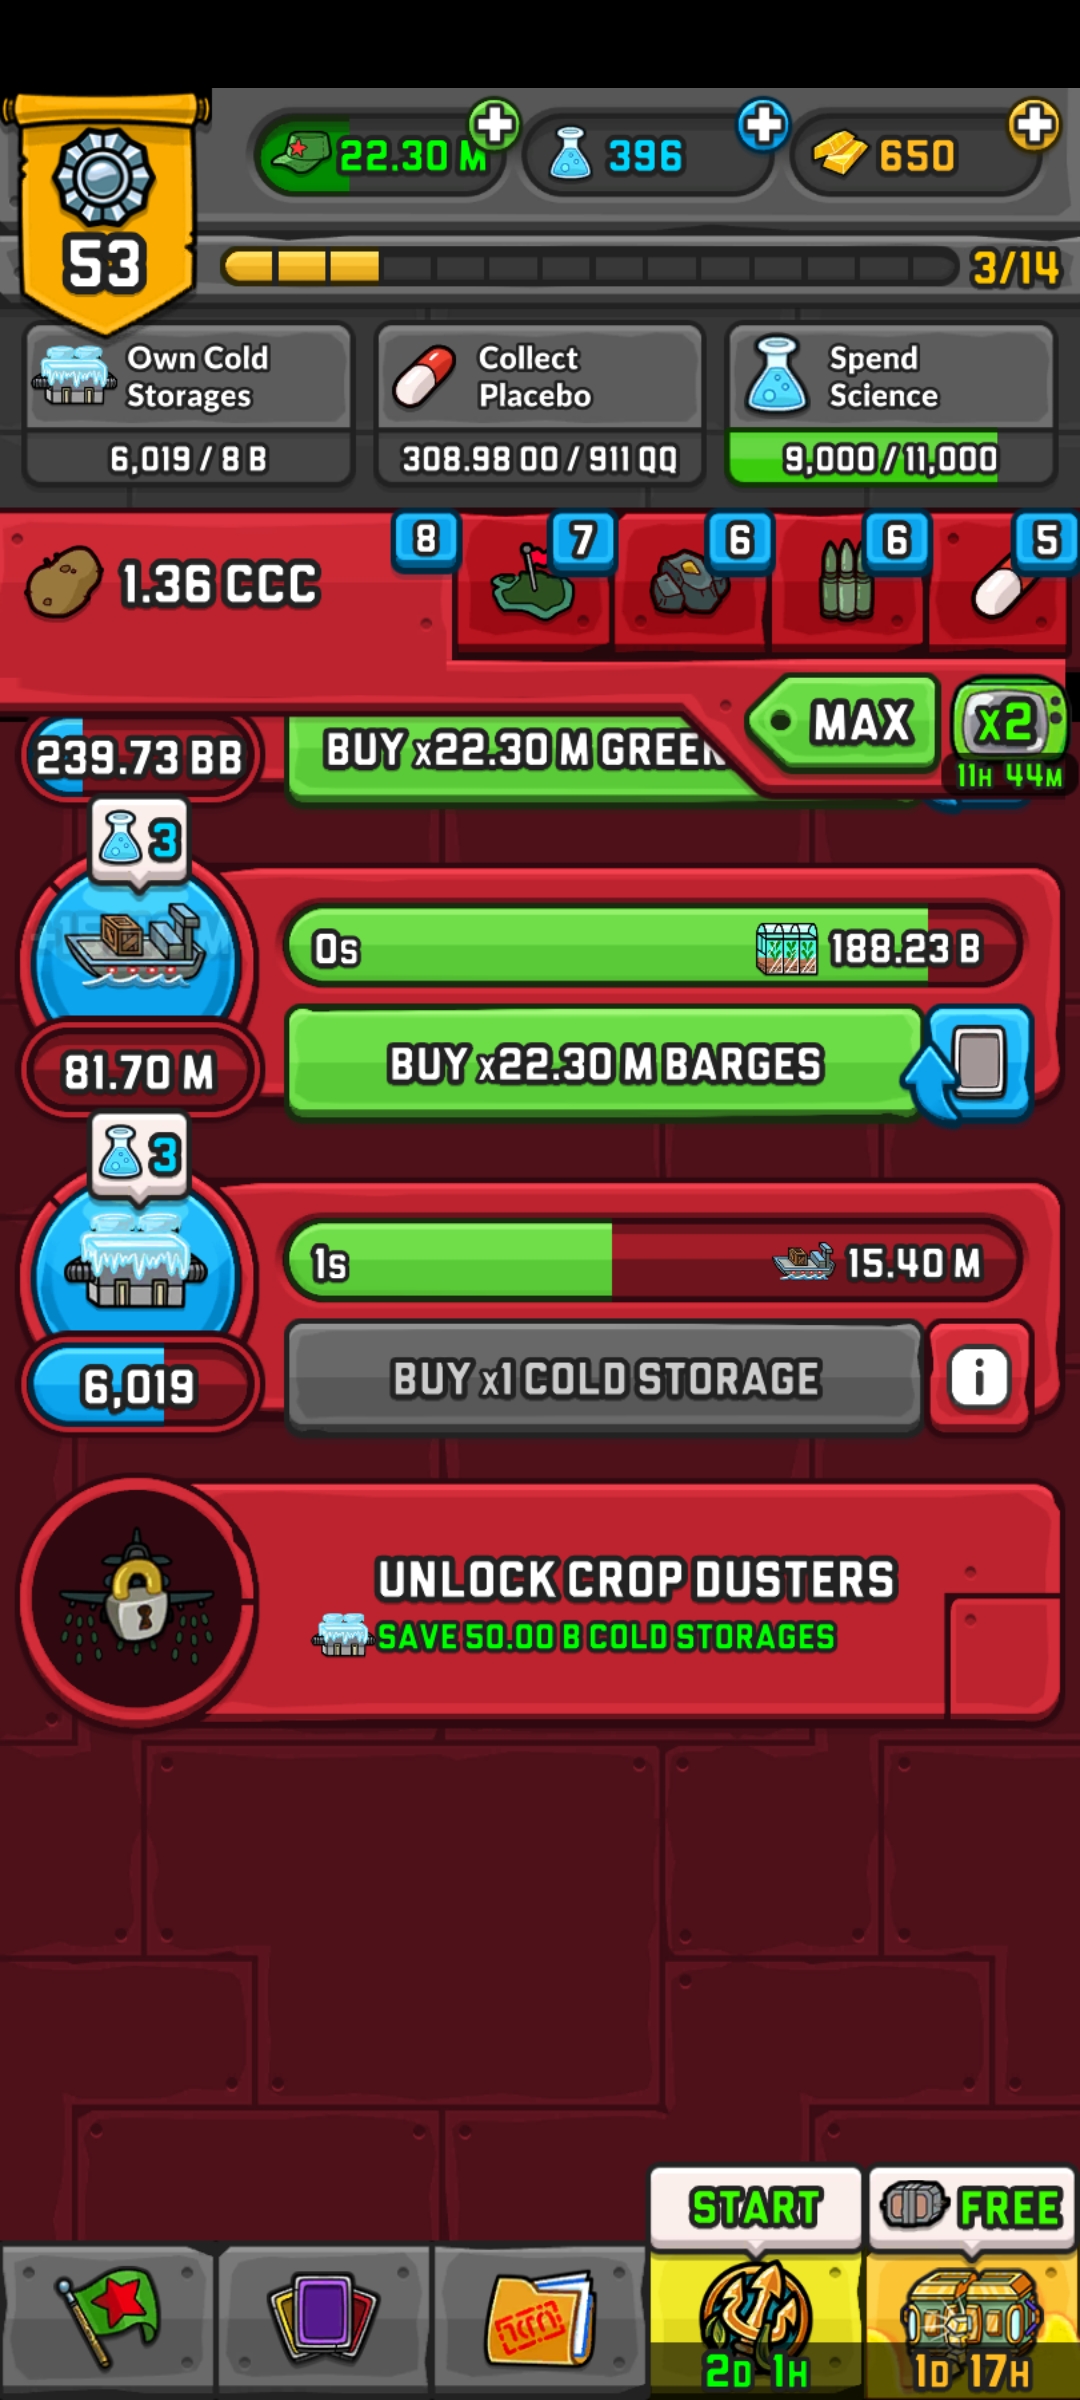 22.30 M
396
650
53
3/14
Own Cold
Storages
6,019 / 8 B
Collect
Placebo
308.98 OO / 911 QQ
Spend
Science
9,000 / 11,000
1.36 CCC
8
7
6
6
5
MAX
x2
11H 44M
239.73 BB
BUY x22.30 M GREEN
3
0s
188.23 B
81.70 M
BUY x22.30 M BARGES
3
1s
15.40 M
6,019
BUY x1 COLD STORAGE
i
UNLOCK CROP DUSTERS
SAVE 50.00 B COLD STORAGES
START
FREE
2D 1H
1D 17H